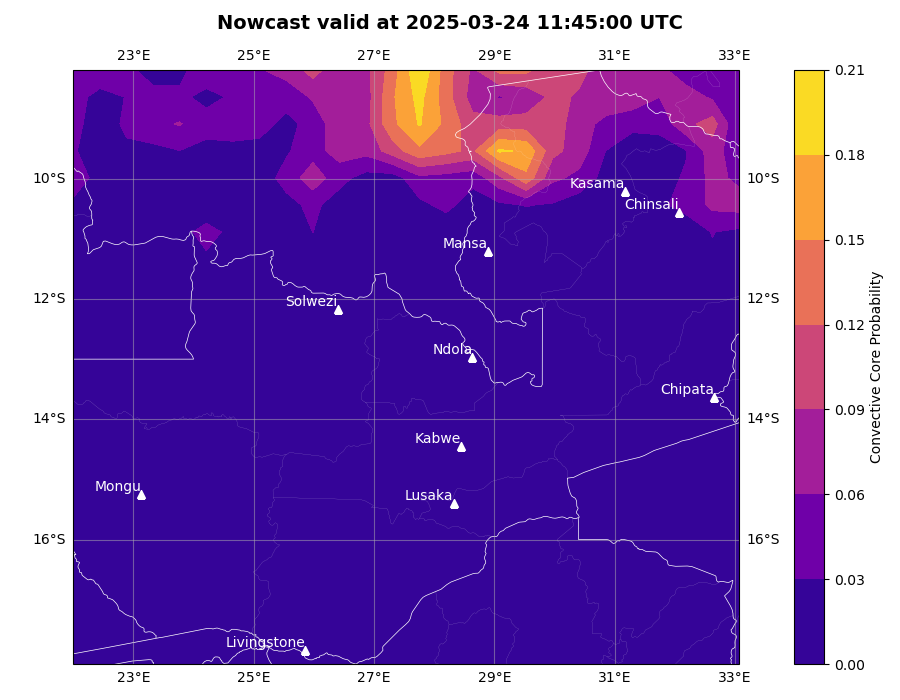 Nowcast valid at 2025-03-24 11:45:00 UTC
23°E 25°E 27°E 29°E 31°E 33°E
0.21
0.18
10°S Kasama 10°S
Chinsali
0.15
Mansa
12°S Solwezi 12°S
0.12
Ndola
Chipata
14°S 14°S
0.09
Kabwe
Mongu
Lusaka
0.06
16°S 16°S
0.03
Livingstone
0.00
23°E 25°E 27°E 29°E 31°E 33°E
Convective Core Probability